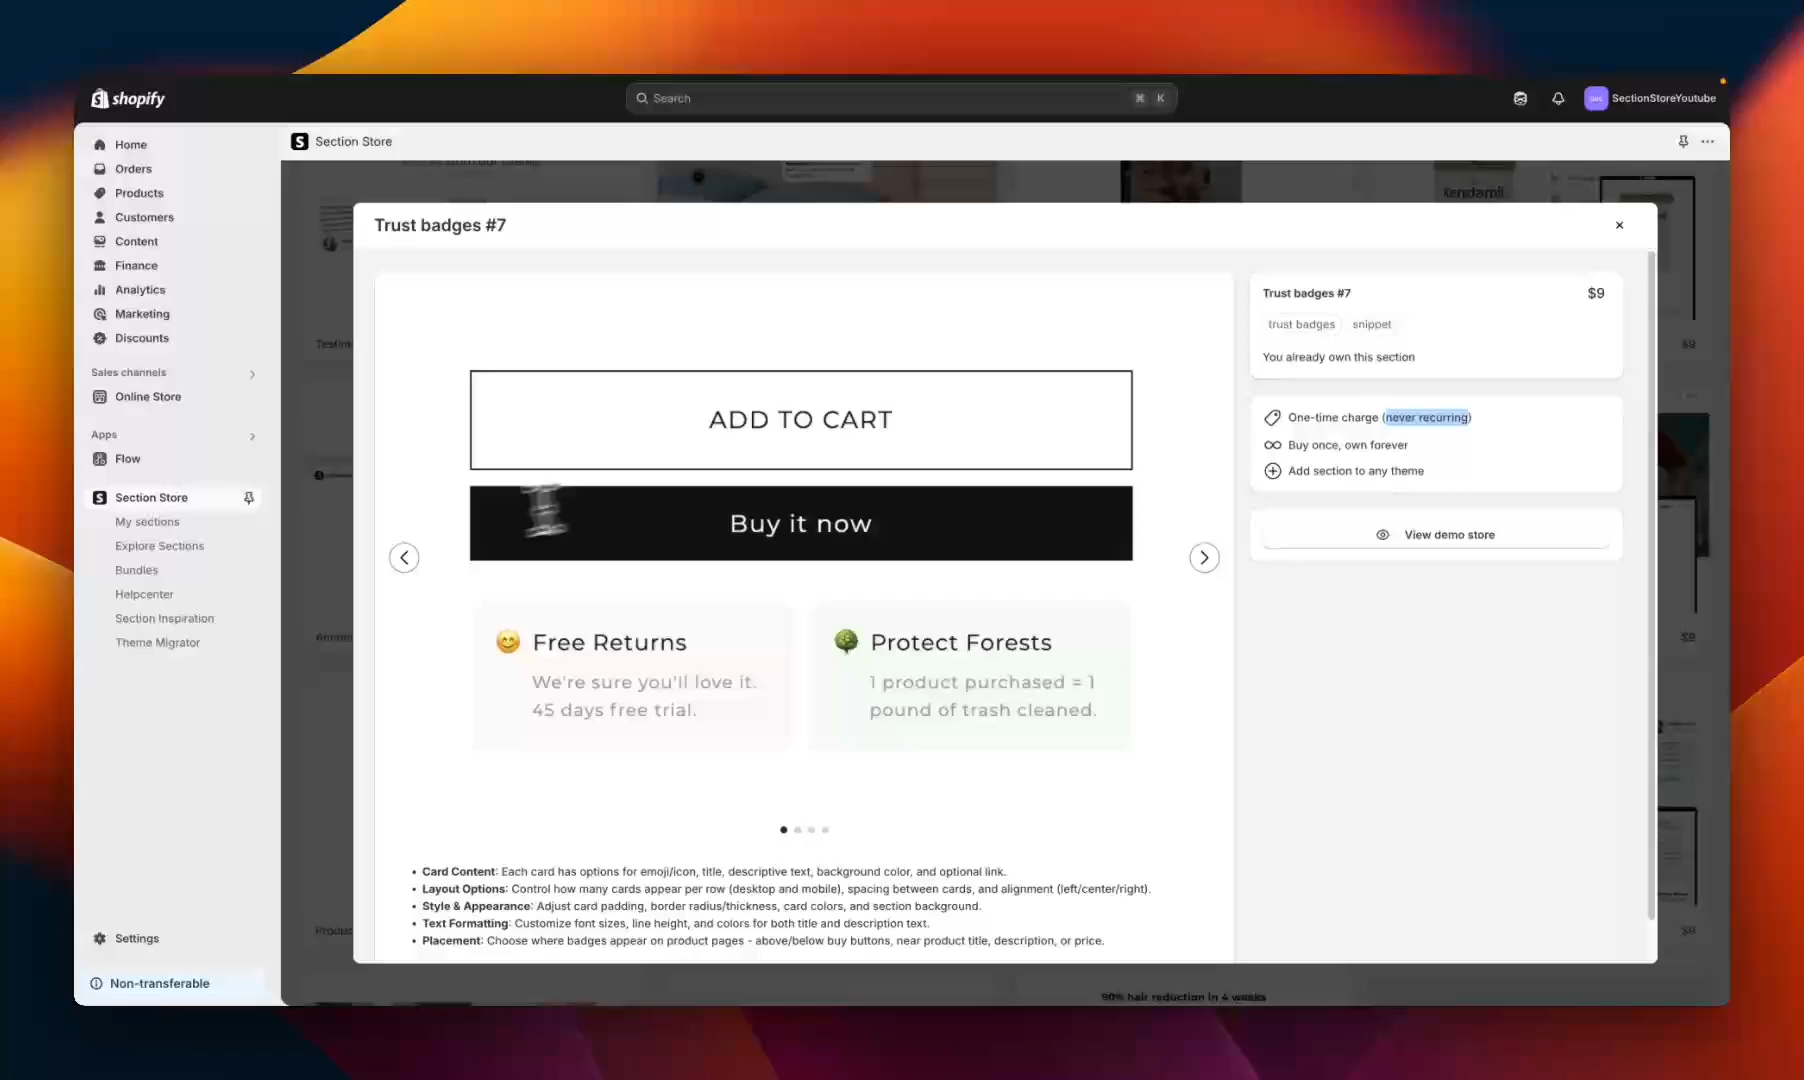 shopify
Search
⌘ K
SectionStoreYoutube
Home
Orders
Products
Customers
Content
Finance
Analytics
Marketing
Discounts
Sales channels
Online Store
Apps
Flow
Section Store
My sections
Explore Sections
Bundles
Helpcenter
Section Inspiration
Theme Migrator
Settings
Non-transferable
Section Store
kendamil
$9
$9
$9
90% hair reduction in 4 weeks
Trust badges #7
ADD TO CART
Buy it now
Free Returns
We're sure you'll love it.
45 days free trial.
Protect Forests
1 product purchased = 1
pound of trash cleaned.
• Card Content: Each card has options for emoji/icon, title, descriptive text, background color, and optional link.
• Layout Options: Control how many cards appear per row (desktop and mobile), spacing between cards, and alignment (left/center/right).
• Style & Appearance: Adjust card padding, border radius/thickness, card colors, and section background.
• Text Formatting: Customize font sizes, line height, and colors for both title and description text.
• Placement: Choose where badges appear on product pages - above/below buy buttons, near product title, description, or price.
Trust badges #7
$9
trust badges
snippet
You already own this section
One-time charge (never recurring)
Buy once, own forever
Add section to any theme
View demo store